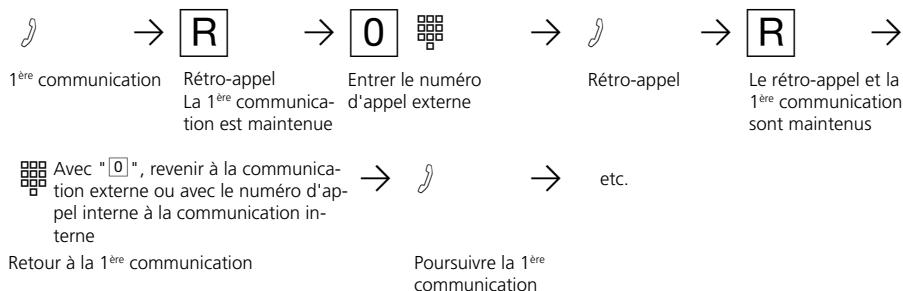 R
0
R
1ère communication
Rétro-appel
La 1ère communica-
tion est maintenue
Entrer le numéro
d'appel externe
Rétro-appel
Le rétro-appel et la
1ère communication
sont maintenus
Avec "0", revenir à la communica-
tion externe ou avec le numéro d'ap-
pel interne à la communication in-
terne
etc.
Retour à la 1ère communication
Poursuivre la 1ère
communication